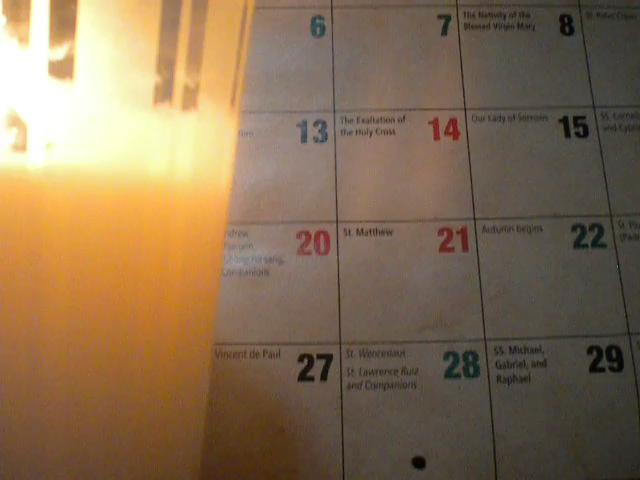 6
7
The Nativity of the
Blessed Virgin Mary
8
13
The Exaltation of
the Holy Cross
14
Our Lady of Sorrows
15
20
Companions
St. Matthew
21
Autumn begins
22
Vincent de Paul
27
St. Wenceslaus
St. Lawrence Ruiz
and Companions
28
SS. Michael,
Gabriel, and
Raphael
29